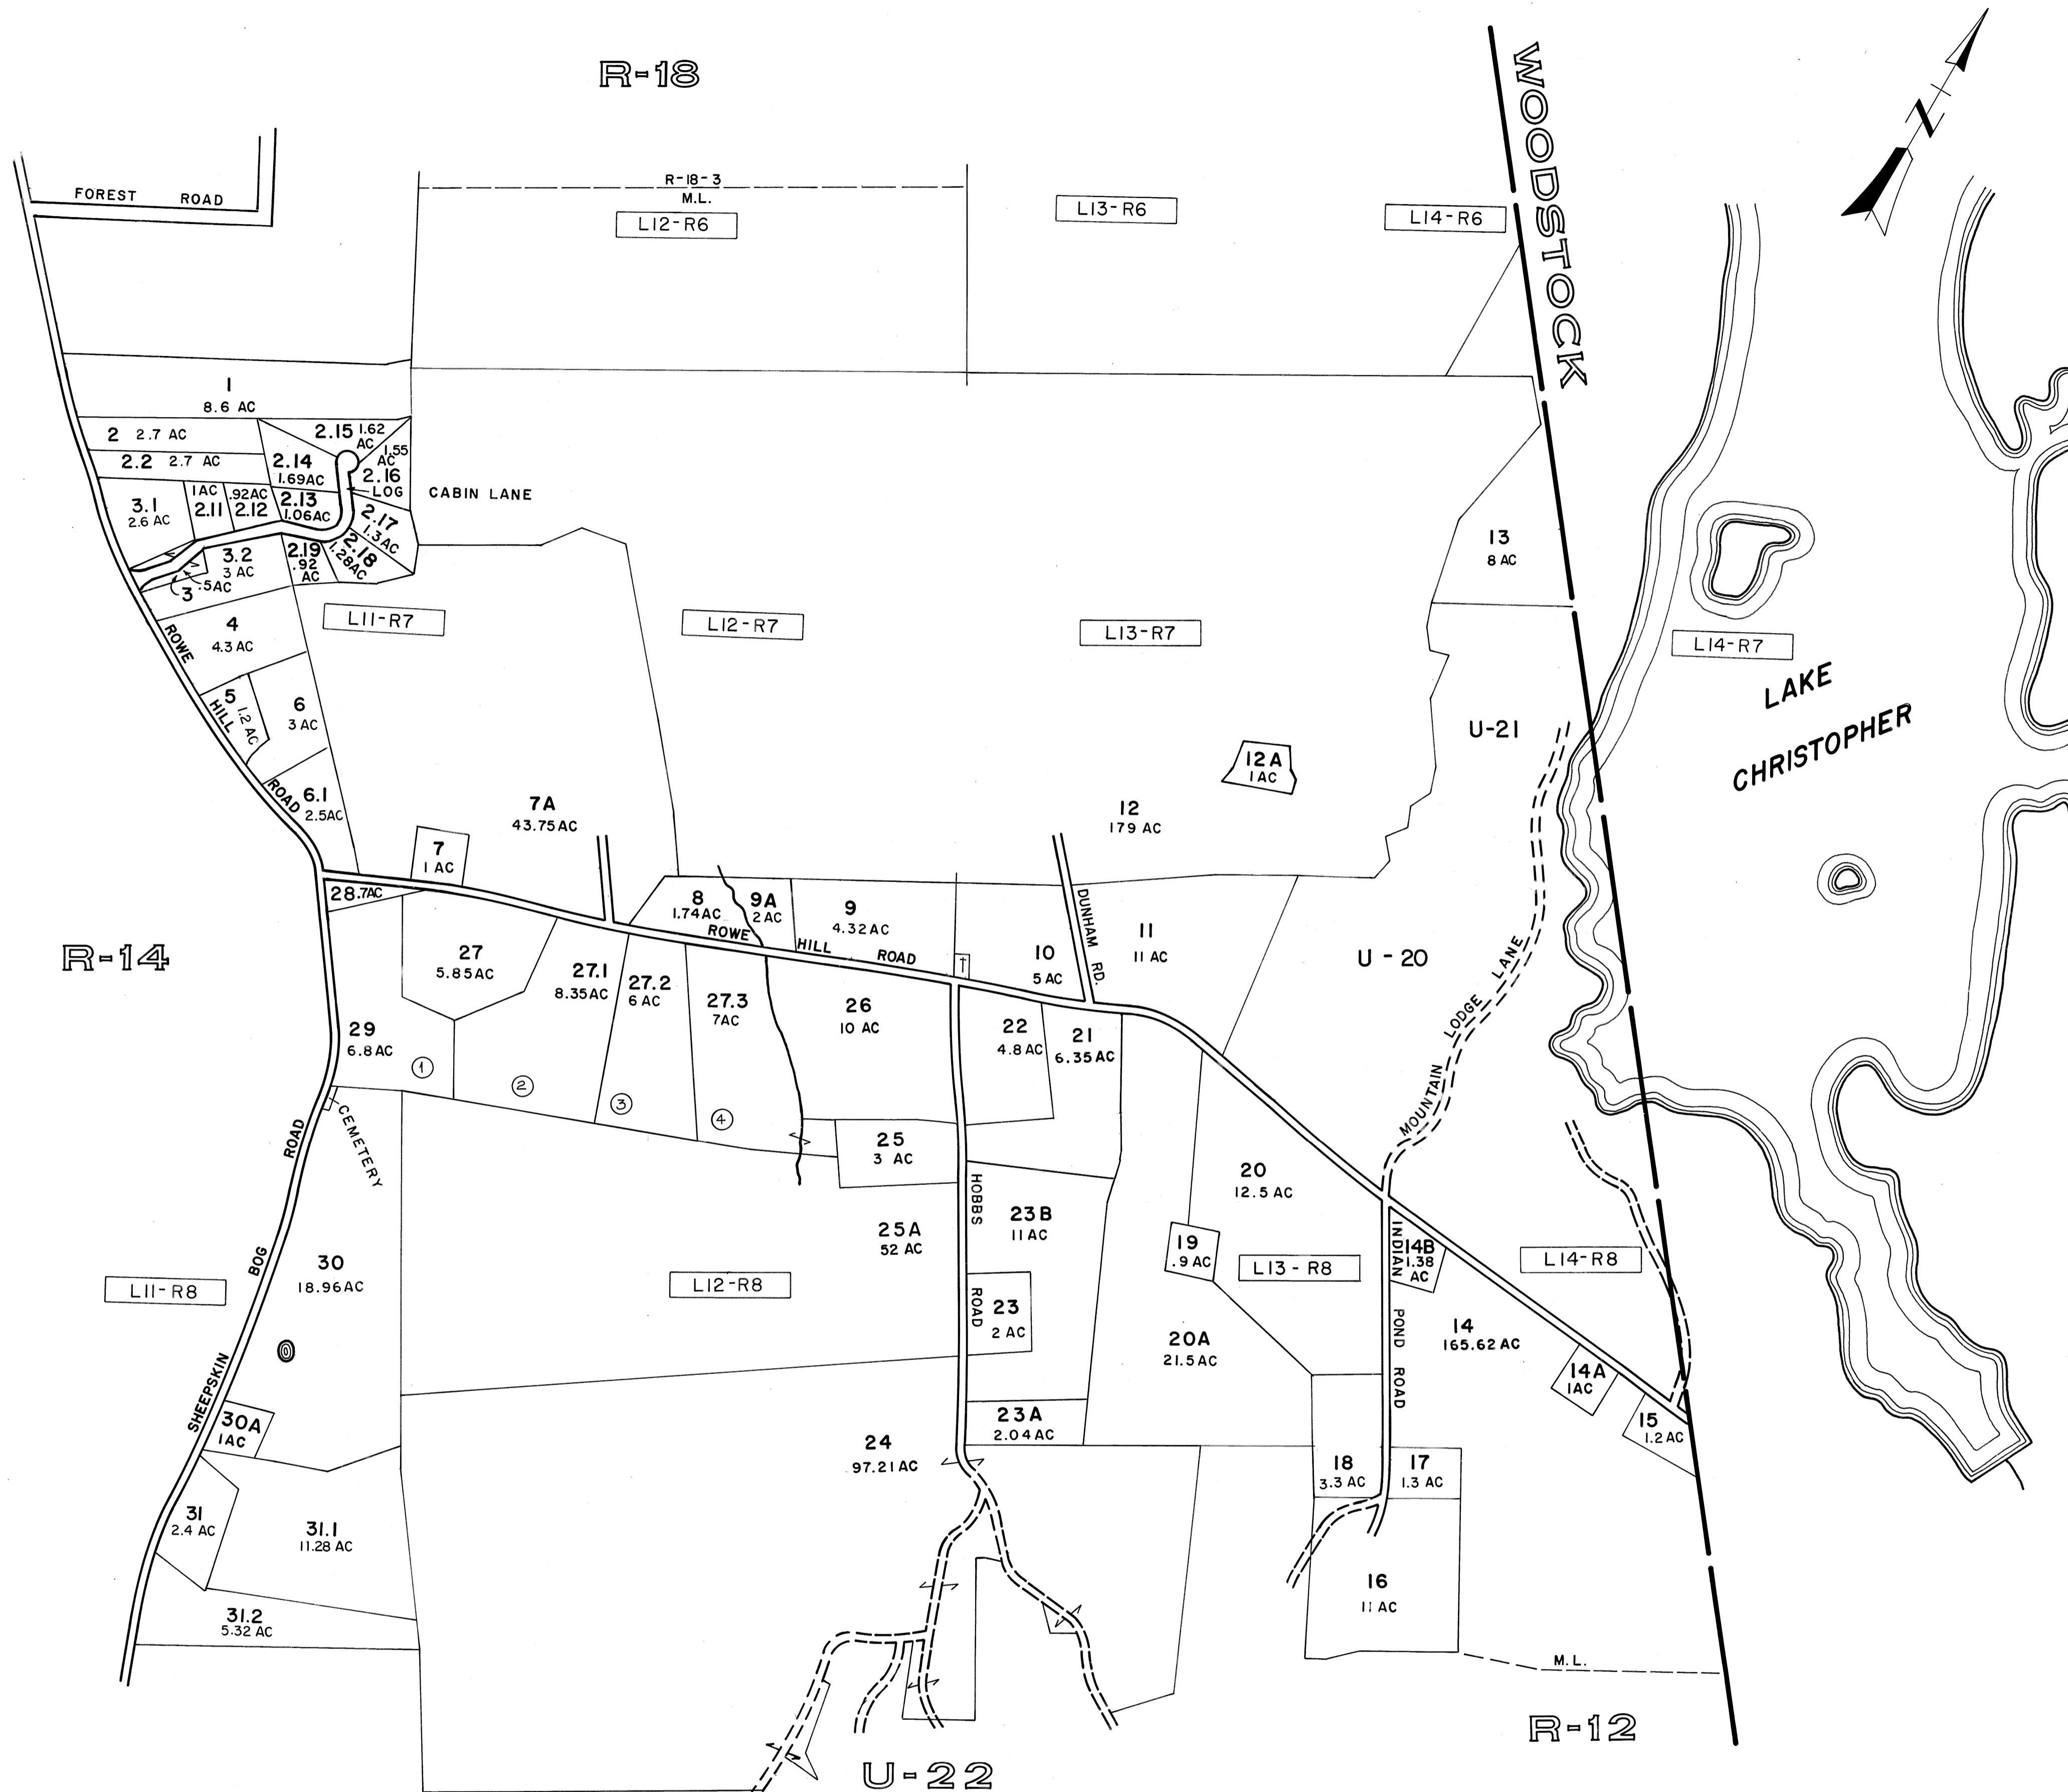 R-18
WOODSTOCK
N
FOREST ROAD
R-18-3
M.L.
L12-R6
L13-R6
L14-R6
1
8.6 AC
2 2.7 AC
2.2 2.7 AC
2.15 1.62
AC
1.55
AC
2.16
2.14
1.69AC
LOG CABIN LANE
3.1
2.6 AC
1AC
2.11
.92AC
2.12
2.13
1.06AC
2.17
1.3 AC
2.18
1.28AC
2.19
.92
AC
3.2
3 AC
3 .5AC
4
4.3 AC
ROWE HILL ROAD
5
1.2 AC
6
3 AC
6.1
2.5AC
L11-R7
L12-R7
L13-R7
L14-R7
13
8 AC
LAKE
CHRISTOPHER
U-21
12A
1AC
12
179 AC
7A
43.75AC
7
1 AC
28 .7AC
8
1.74AC
9A
2AC
9
4.32AC
ROWE HILL ROAD
10
5 AC
DUNHAM RD.
11
11 AC
U-20
MOUNTAIN LODGE LANE
R-14
27
5.85AC
27.1
8.35AC
27.2
6 AC
27.3
7AC
26
10 AC
22
4.8AC
21
6.35AC
29
6.8AC
1
2
3
4
CEMETERY
25
3 AC
25A
52 AC
HOBBS ROAD
23B
11AC
20
12.5 AC
19
.9 AC
L13-R8
INDIAN POND ROAD
14B
1.38
AC
L14-R8
SHEEPSKIN BOG ROAD
30
18.96AC
L11-R8
L12-R8
23
2 AC
20A
21.5AC
14
165.62AC
14A
1AC
15
1.2 AC
30A
1AC
23A
2.04AC
24
97.21AC
18
3.3 AC
17
1.3 AC
31
2.4 AC
31.1
11.28 AC
16
11 AC
31.2
5.32 AC
M.L.
R-12
U-22